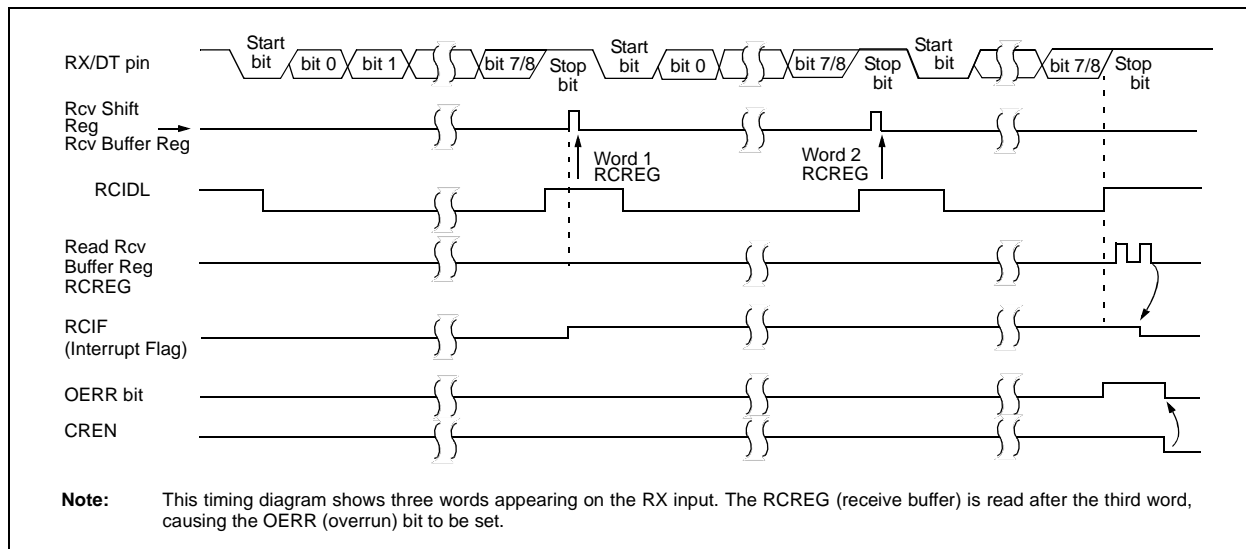 RX/DT pin
Start
bit
bit 0
bit 1
bit 7/8
Stop
bit
Start
bit
bit 0
bit 7/8
Stop
bit
Start
bit
bit 7/8
Stop
bit
Rcv Shift
Reg
Rcv Buffer Reg
Word 1
RCREG
Word 2
RCREG
RCIDL
Read Rcv
Buffer Reg
RCREG
RCIF
(Interrupt Flag)
OERR bit
CREN
Note: This timing diagram shows three words appearing on the RX input. The RCREG (receive buffer) is read after the third word,
causing the OERR (overrun) bit to be set.